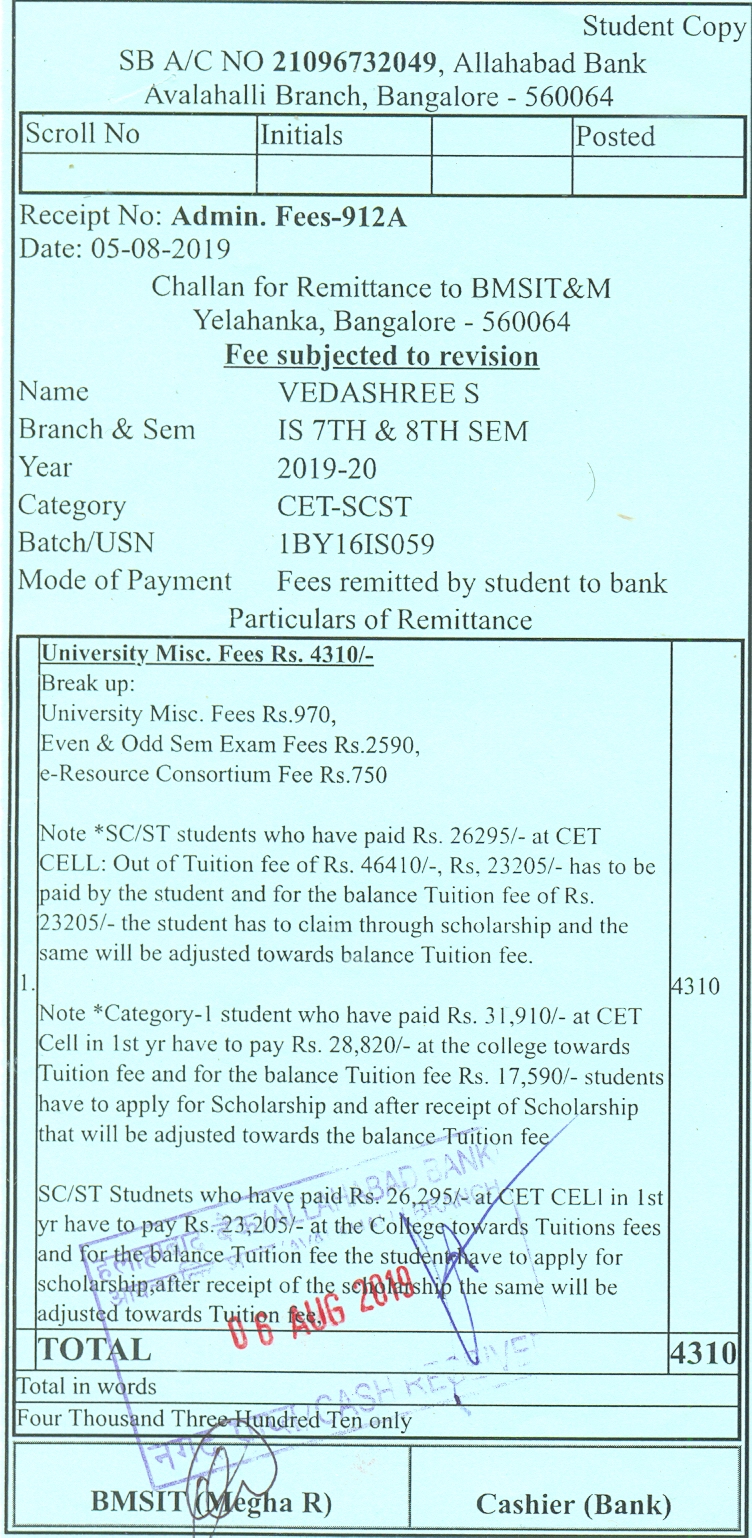 Student Copy
SB A/C NO 21096732049, Allahabad Bank
Avalahalli Branch, Bangalore - 560064
Scroll No Initials Posted
Receipt No: Admin. Fees-912A
Date: 05-08-2019
Challan for Remittance to BMSIT&M
Yelahanka, Bangalore - 560064
Fee subjected to revision
Name VEDASHREE S
Branch & Sem IS 7TH & 8TH SEM
Year 2019-20
Category CET-SCST
Batch/USN 1BY16IS059
Mode of Payment Fees remitted by student to bank
Particulars of Remittance
University Misc. Fees Rs. 4310/-
Break up:
University Misc. Fees Rs.970,
Even & Odd Sem Exam Fees Rs.2590,
e-Resource Consortium Fee Rs.750
Note *SC/ST students who have paid Rs. 26295/- at CET
CELL: Out of Tuition fee of Rs. 46410/-, Rs, 23205/- has to be
paid by the student and for the balance Tuition fee of Rs.
23205/- the student has to claim through scholarship and the
same will be adjusted towards balance Tuition fee.
1. 4310
Note *Category-1 student who have paid Rs. 31,910/- at CET
Cell in 1st yr have to pay Rs. 28,820/- at the college towards
Tuition fee and for the balance Tuition fee Rs. 17,590/- students
have to apply for Scholarship and after receipt of Scholarship
that will be adjusted towards the balance Tuition fee
SC/ST Studnets who have paid Rs. 26,295/- at CET CELl in 1st
yr have to pay Rs. 23,205/- at the College towards Tuitions fees
and for the balance Tuition fee the student have to apply for
scholarship,after receipt of the scholarship the same will be
adjusted towards Tuition fee,
ALLAHABAD BANK
BRANCH
06 AUG 2019
TOTAL 4310
Total in words
Four Thousand Three Hundred Ten only
नगद /CASH RECEIVED
BMSIT (Megha R) Cashier (Bank)